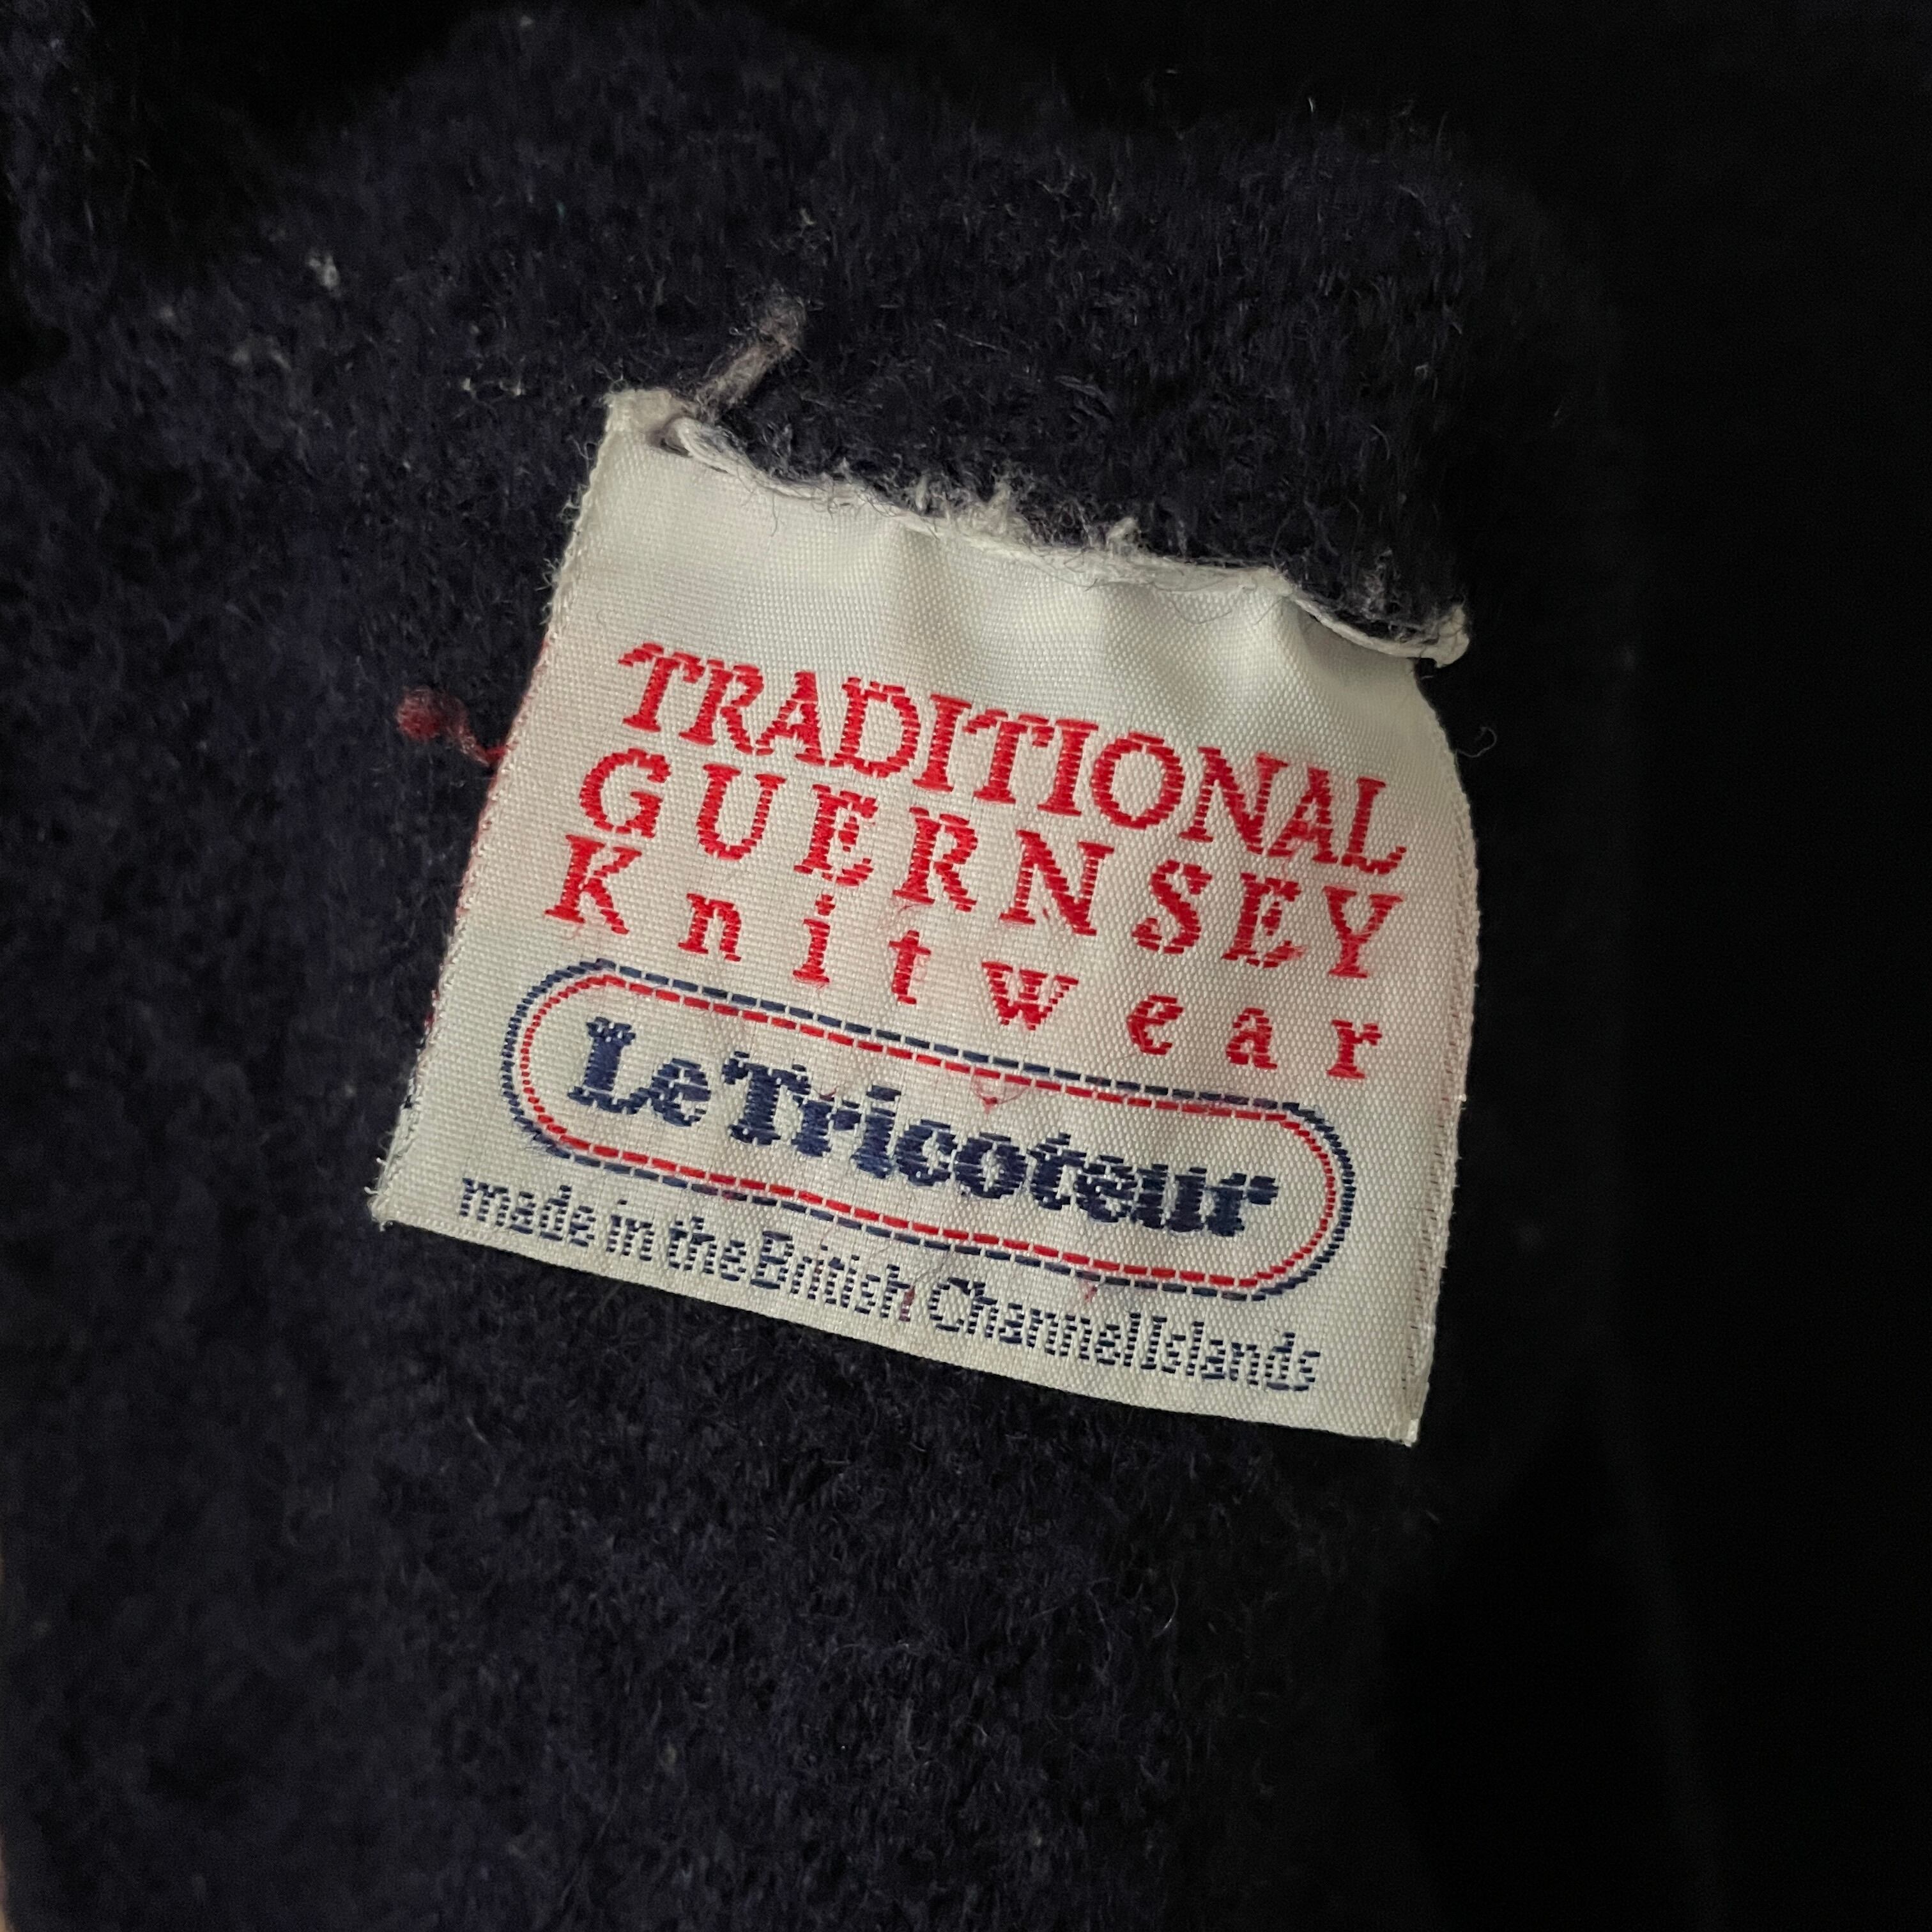 TRADITIONAL
GUERNSEY
Knitwear
Le Tricoteur
made in the British Channel Islands